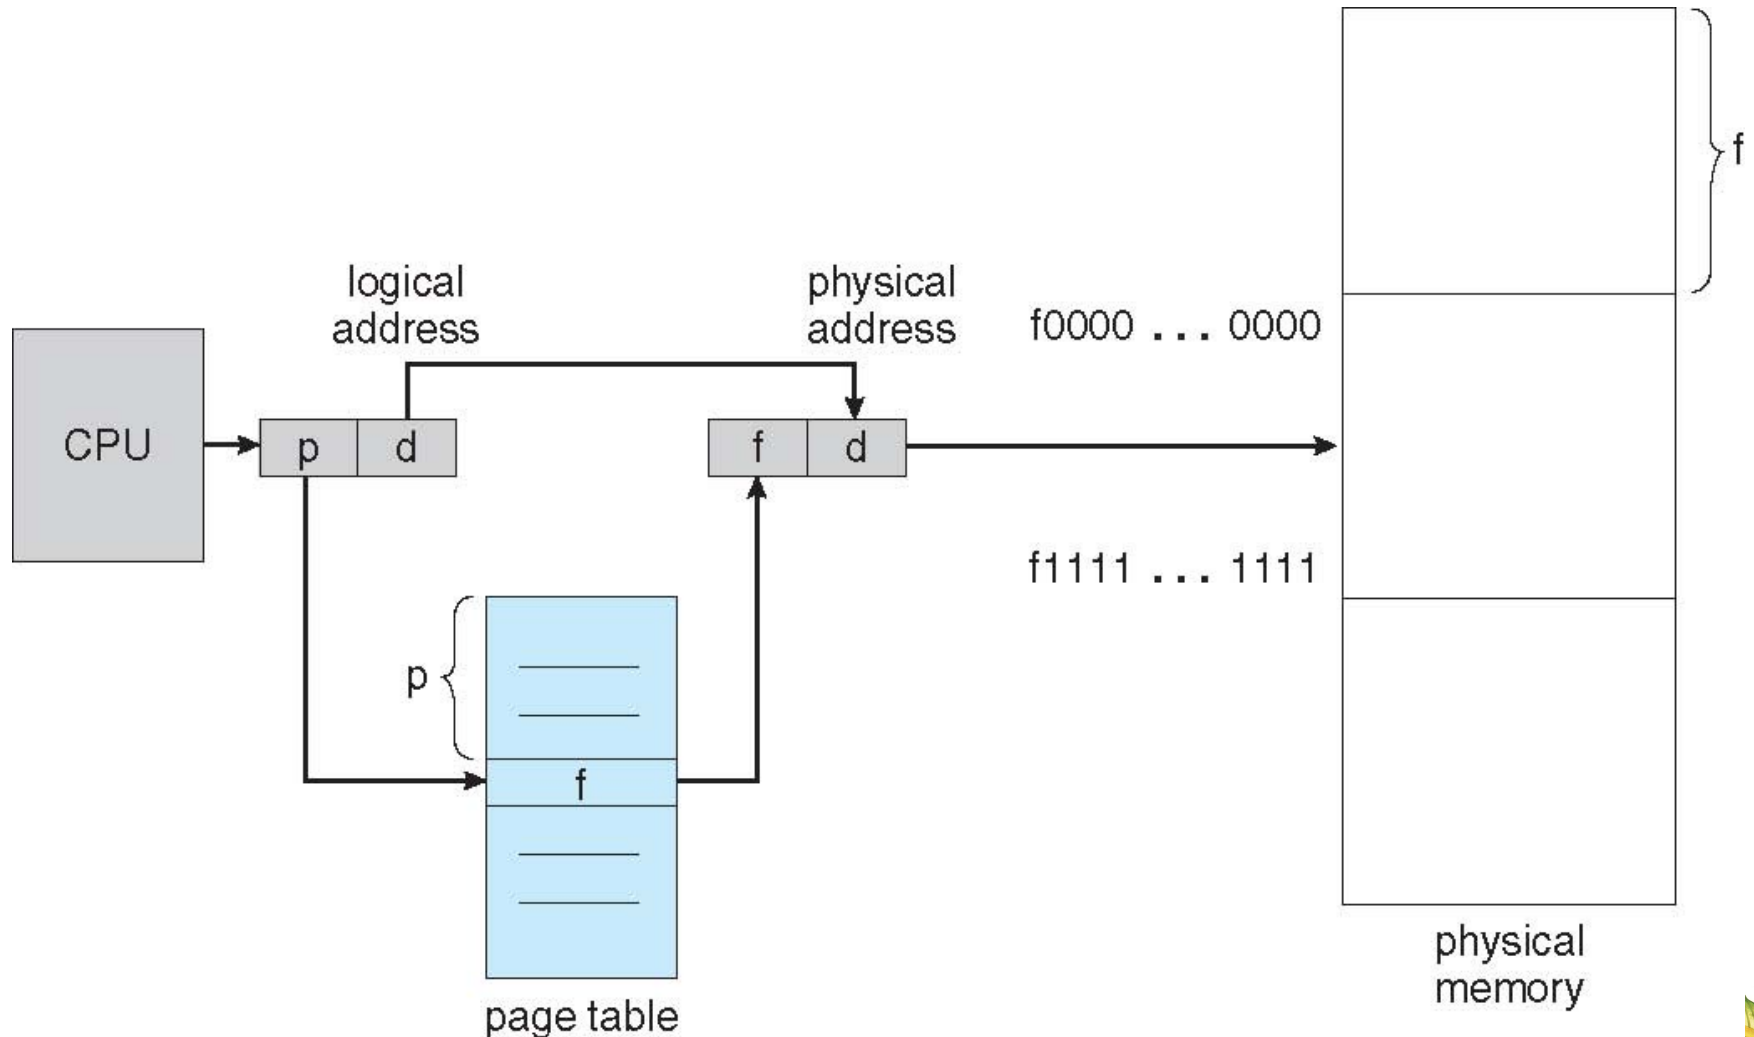 f
logical
address
physical
address
f0000 ... 0000
CPU
p
d
f
d
f1111 ... 1111
p
f
physical
memory
page table